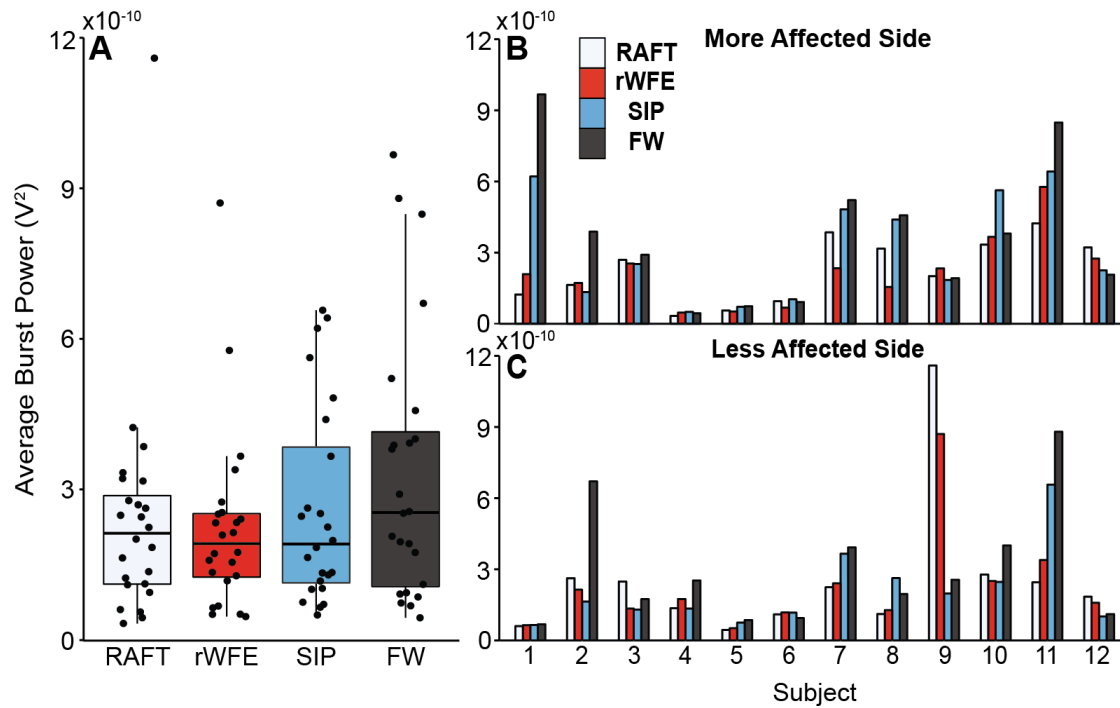 x10⁻¹⁰
A
12
9
6
3
0
Average Burst Power (V²)
RAFT rWFE SIP FW
x10⁻¹⁰
B
More Affected Side
RAFT
rWFE
SIP
FW
12
9
6
3
0
x10⁻¹⁰
C
Less Affected Side
12
9
6
3
0
1 2 3 4 5 6 7 8 9 10 11 12
Subject